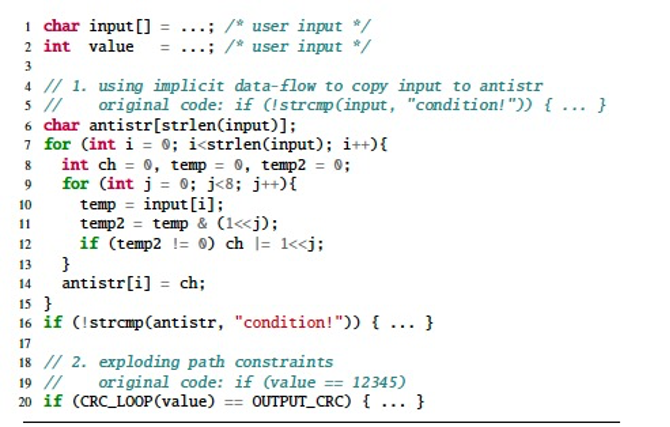 1 char input[] = ...; /* user input */
2 int value = ...; /* user input */
3
4 // 1. using implicit data-flow to copy input to antistr
5 // original code: if (!strcmp(input, "condition!")) { ... }
6 char antistr[strlen(input)];
7 for (int i = 0; i<strlen(input); i++){
8 int ch = 0, temp = 0, temp2 = 0;
9 for (int j = 0; j<8; j++){
10 temp = input[i];
11 temp2 = temp & (1<<j);
12 if (temp2 != 0) ch |= 1<<j;
13 }
14 antistr[i] = ch;
15 }
16 if (!strcmp(antistr, "condition!")) { ... }
17
18 // 2. exploding path constraints
19 // original code: if (value == 12345)
20 if (CRC_LOOP(value) == OUTPUT_CRC) { ... }